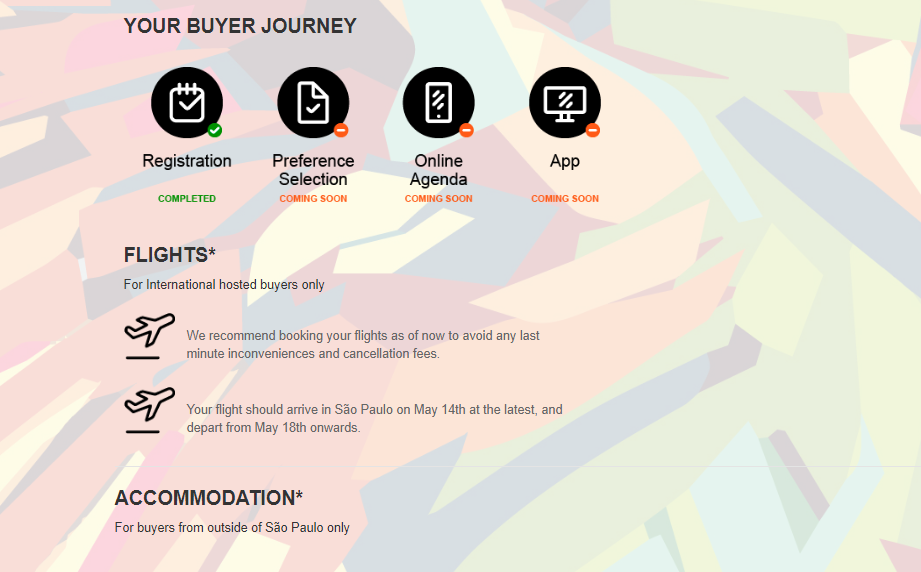 YOUR BUYER JOURNEY
Registration
COMPLETED
Preference
Selection
COMING SOON
Online
Agenda
COMING SOON
App
COMING SOON
FLIGHTS*
For International hosted buyers only
We recommend booking your flights as of now to avoid any last
minute inconveniences and cancellation fees.
Your flight should arrive in São Paulo on May 14th at the latest, and
depart from May 18th onwards.
ACCOMMODATION*
For buyers from outside of São Paulo only